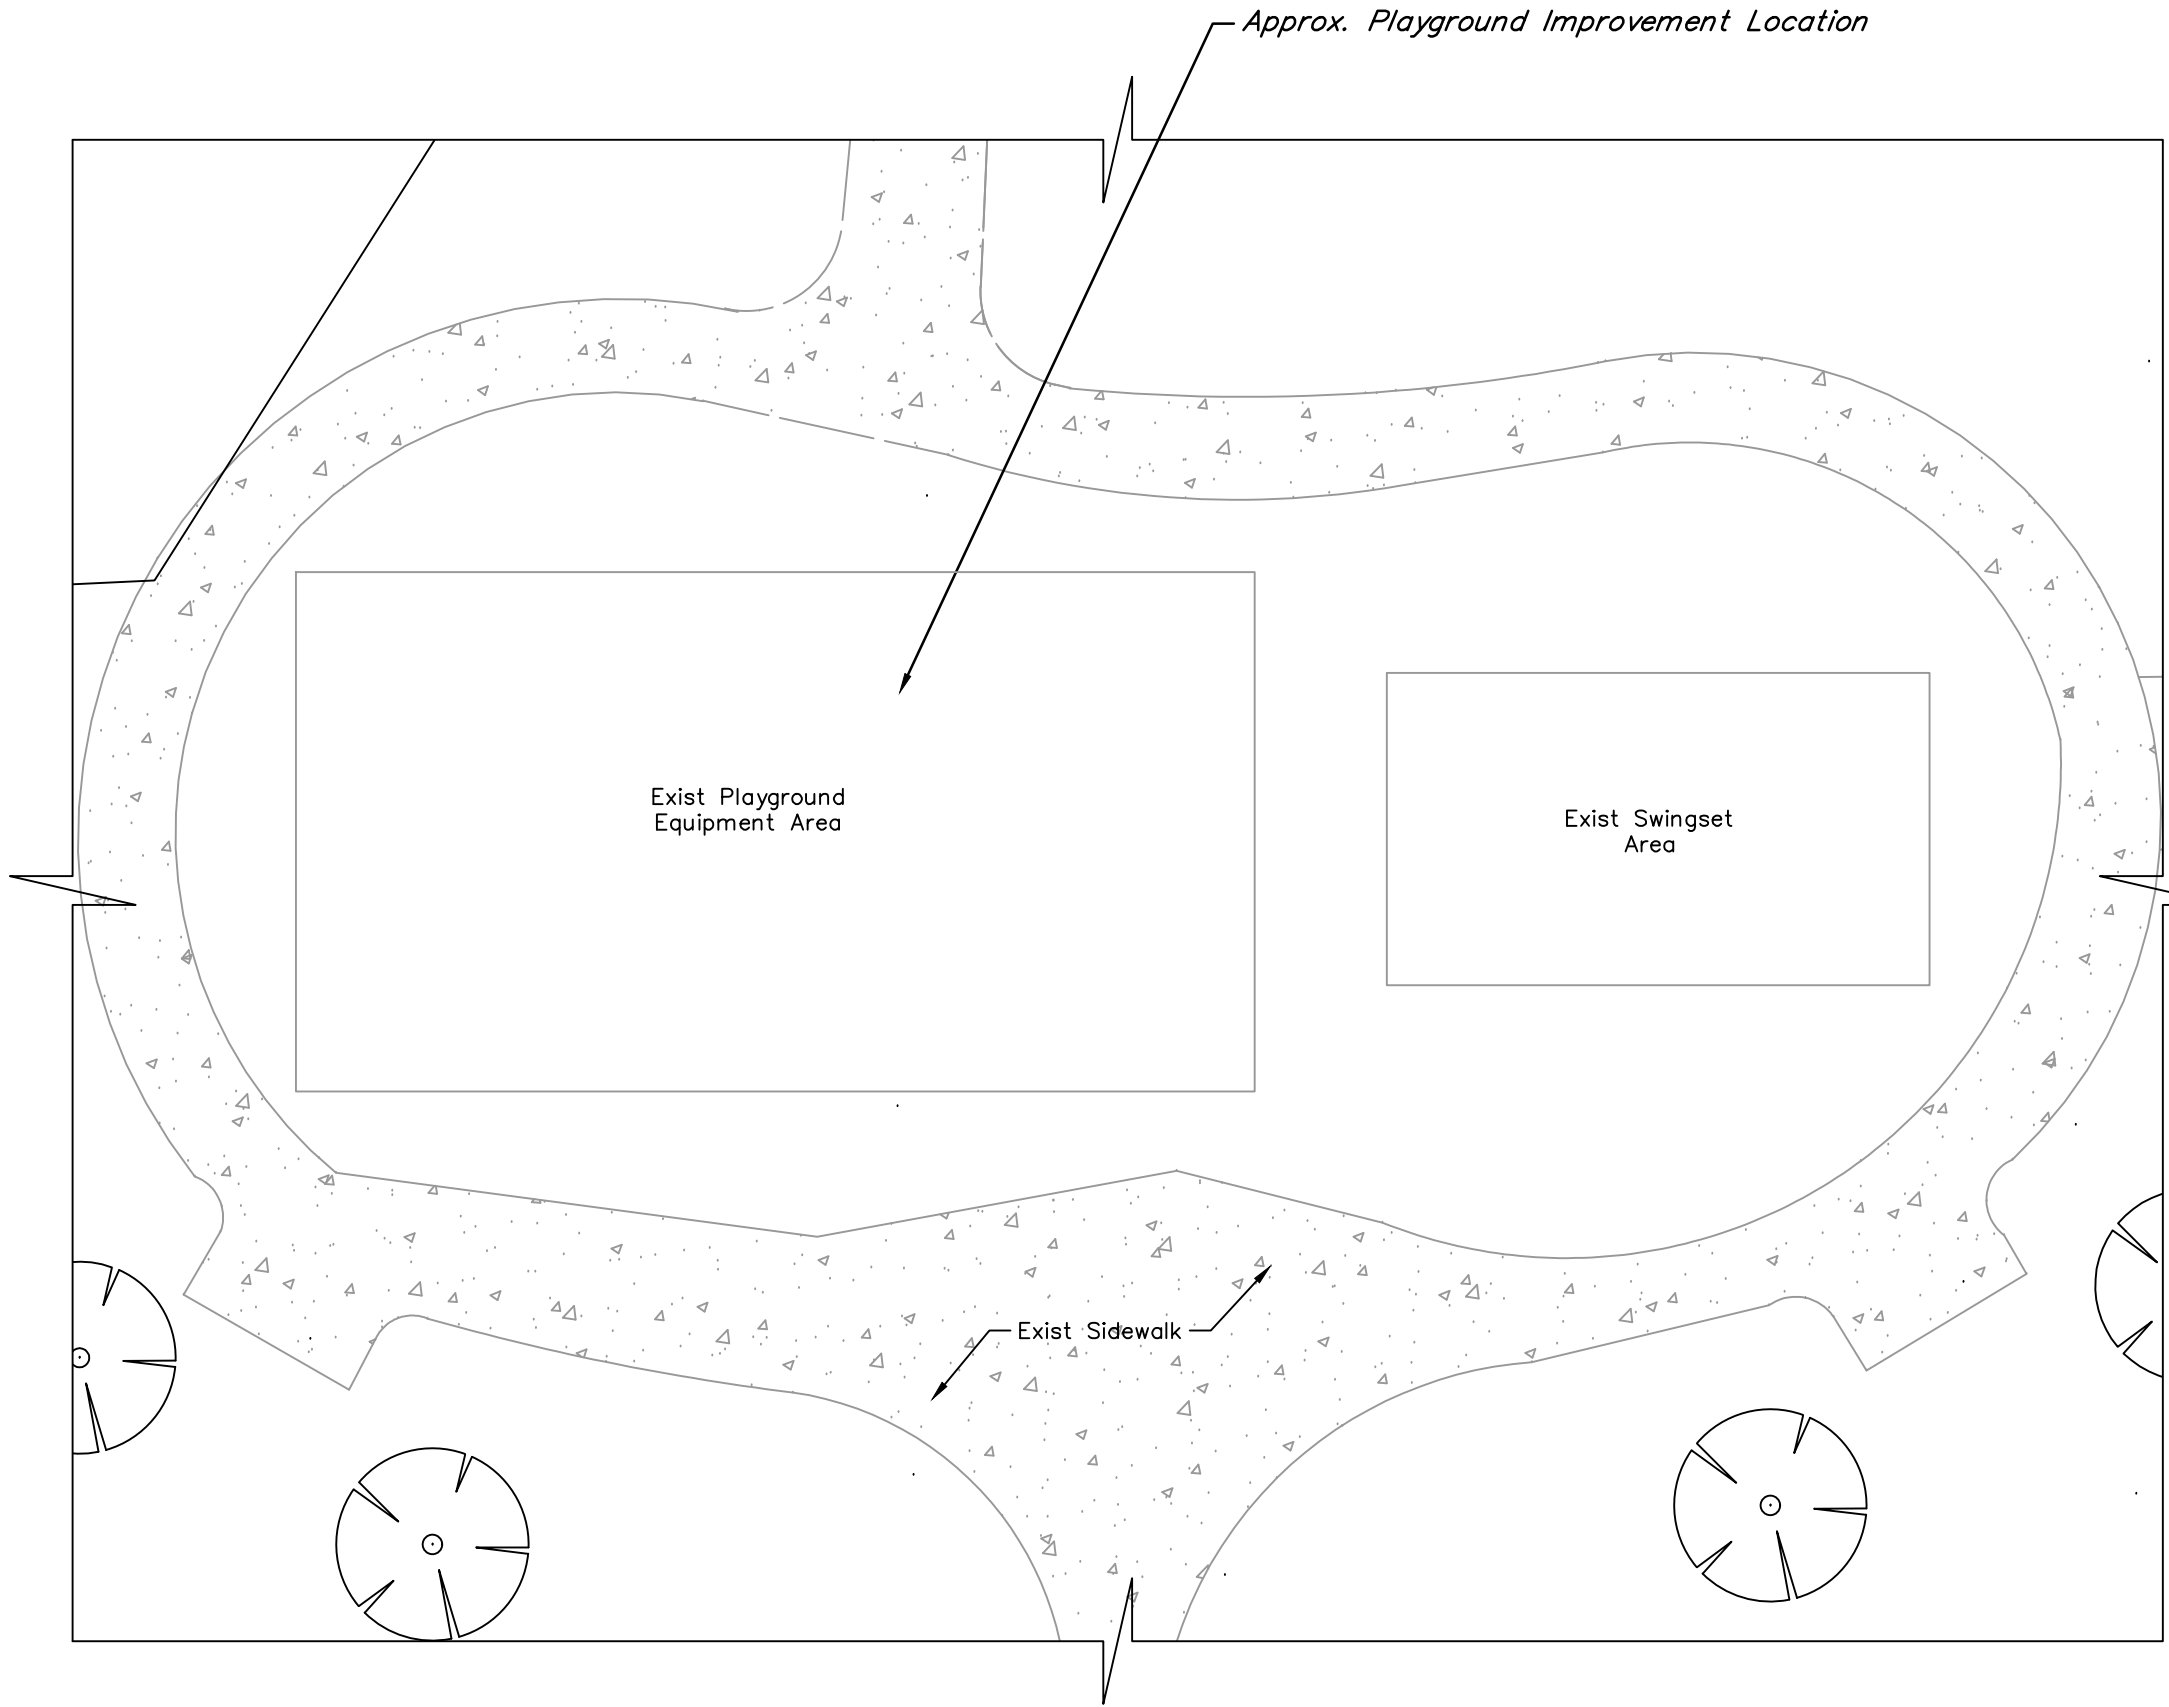 Approx. Playground Improvement Location
Exist Playground
Equipment Area
Exist Swingset
Area
Exist Sidewalk